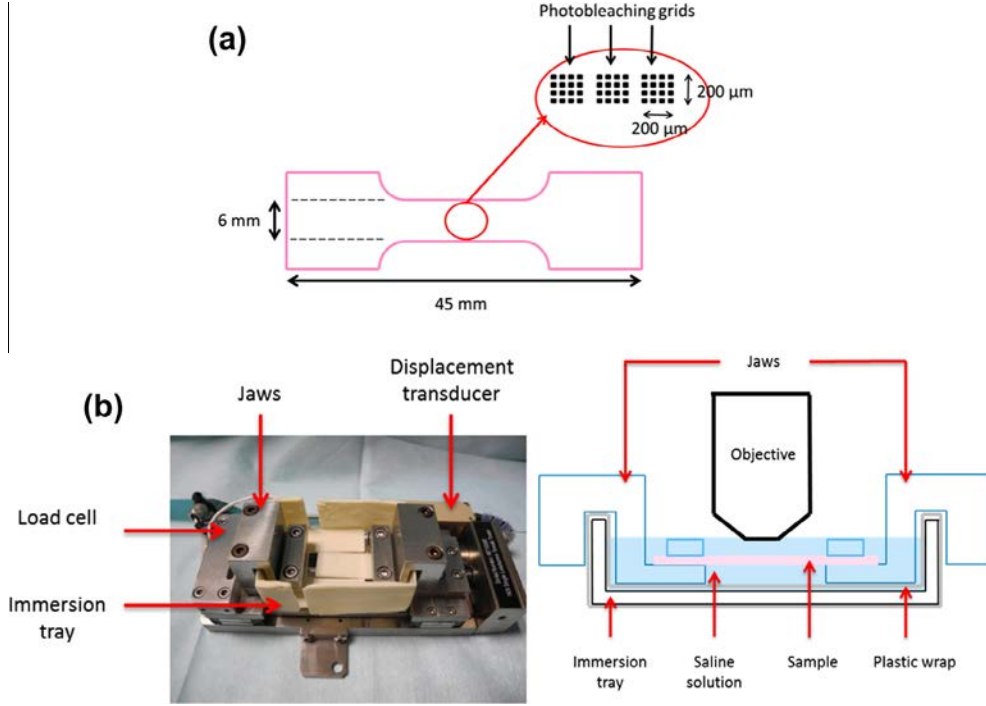 Photobleaching grids
(a)
200 µm
200 µm
6 mm
45 mm
(b)
Jaws
Displacement
transducer
Load cell
Immersion
tray
Jaws
Objective
Immersion
tray
Saline
solution
Sample
Plastic wrap